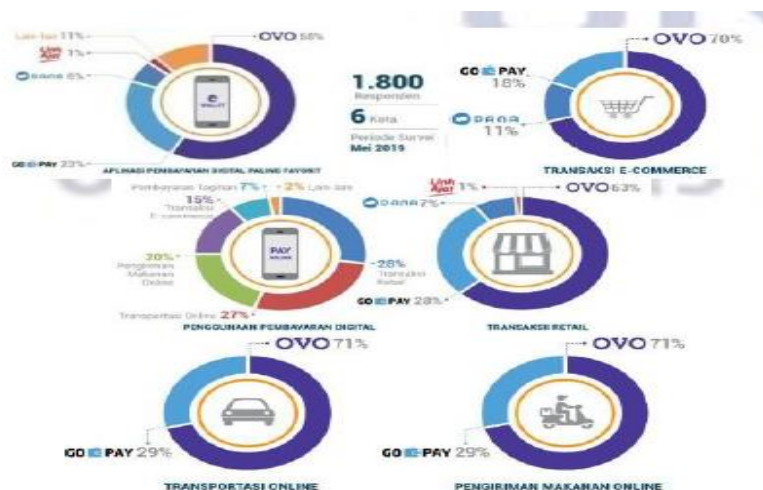 Lain-lain 11%
OVO 58%
LinkAja! 1%
DANA 6%
GO PAY 23%
APLIKASI PEMBAYARAN DIGITAL PALING FAVORIT
1.800
Responden
6 Kota
Periode Survei
Mei 2019
OVO 70%
GO PAY
18%
DANA
11%
TRANSAKSI E-COMMERCE
Pembayaran Tagihan 7%
2% Lain-lain
15%
Transaksi
E-commerce
PAY
ONLINE
20%
Pengiriman
Makanan
Online
28%
Transaksi
Retail
Transportasi Online 27%
PENGGUNAAN PEMBAYARAN DIGITAL
LinkAja! 1%
OVO 63%
DANA 7%
GO PAY 28%
TRANSAKSI RETAIL
OVO 71%
GO PAY 29%
TRANSPORTASI ONLINE
OVO 71%
GO PAY 29%
PENGIRIMAN MAKANAN ONLINE